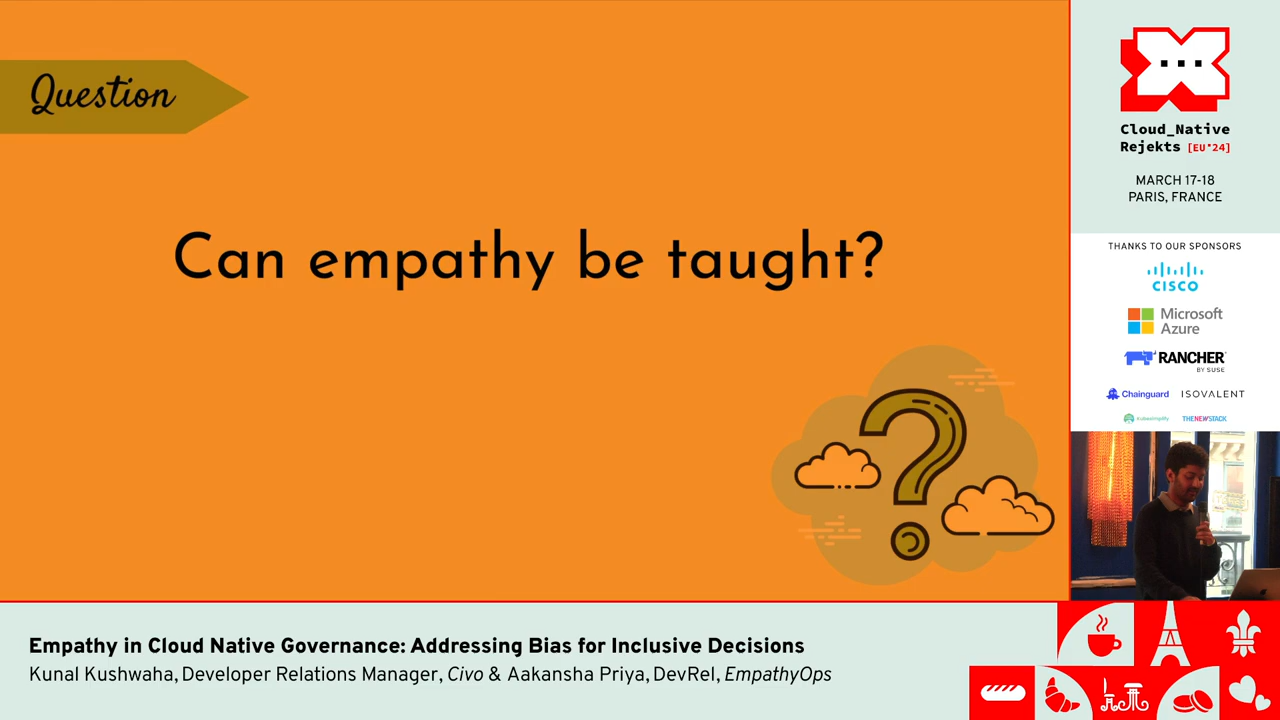 Question
Can empathy be taught?
Cloud_Native
Rejekts [EU'24]
MARCH 17-18
PARIS, FRANCE
THANKS TO OUR SPONSORS
CISCO
Microsoft
Azure
RANCHER
BY SUSE
Chainguard
ISOVALENT
Kubesimplify
THENEWSTACK
Empathy in Cloud Native Governance: Addressing Bias for Inclusive Decisions
Kunal Kushwaha, Developer Relations Manager, Civo & Aakansha Priya, DevRel, EmpathyOps